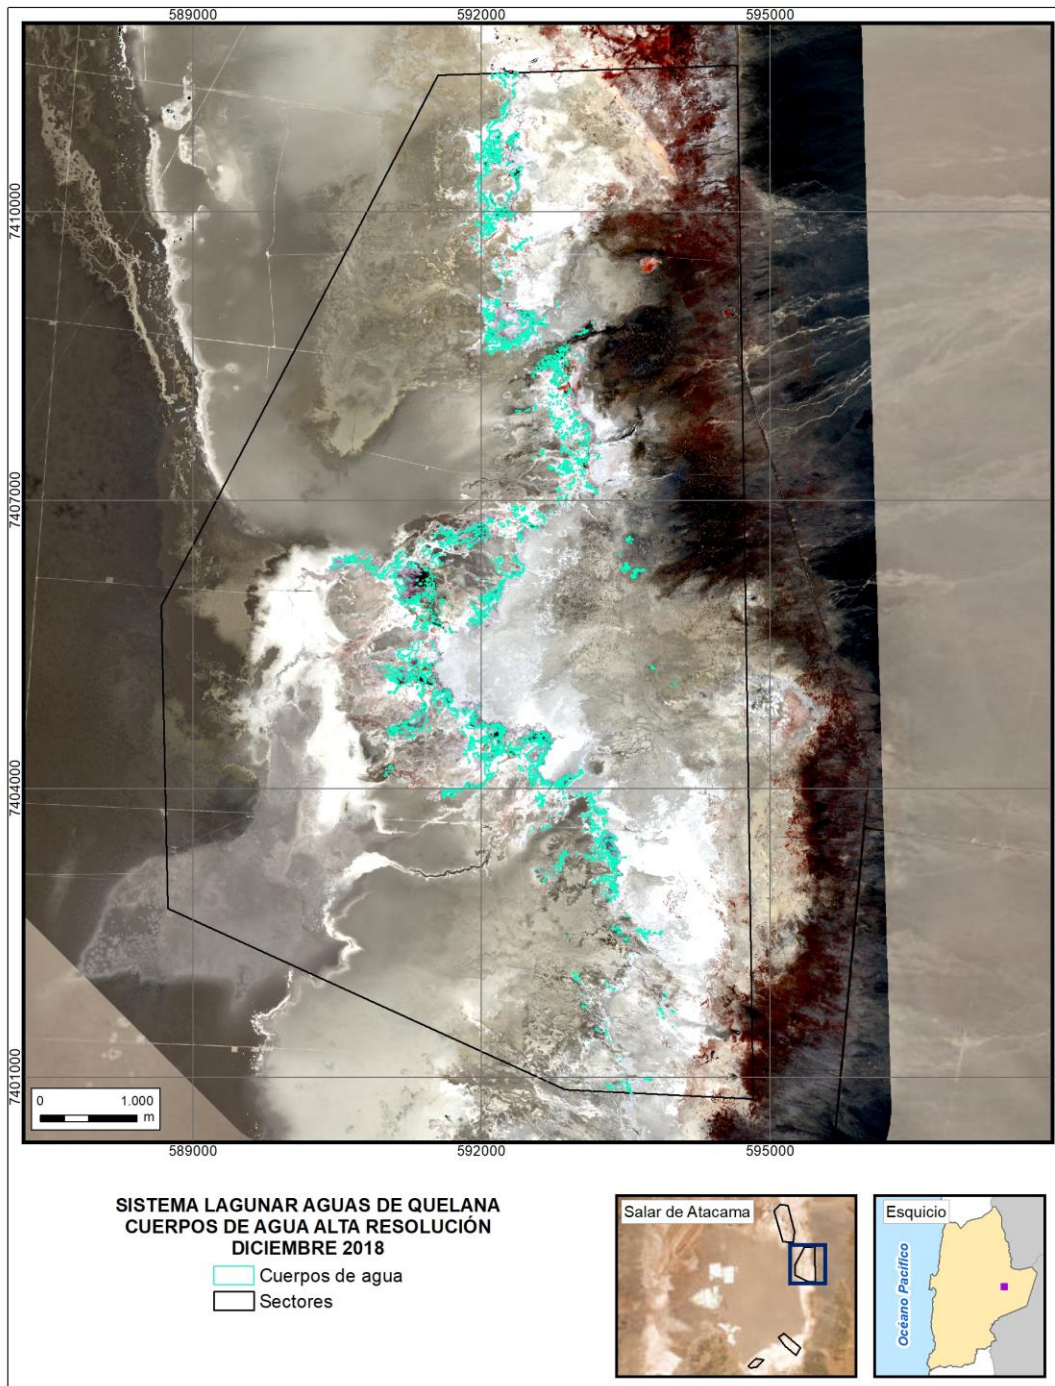 589000 592000 595000
7410000
7407000
7404000
7401000
0 1.000
m
589000 592000 595000
SISTEMA LAGUNAR AGUAS DE QUELANA
CUERPOS DE AGUA ALTA RESOLUCIÓN
DICIEMBRE 2018
Cuerpos de agua
Sectores
Salar de Atacama
Esquicio
Océano Pacífico